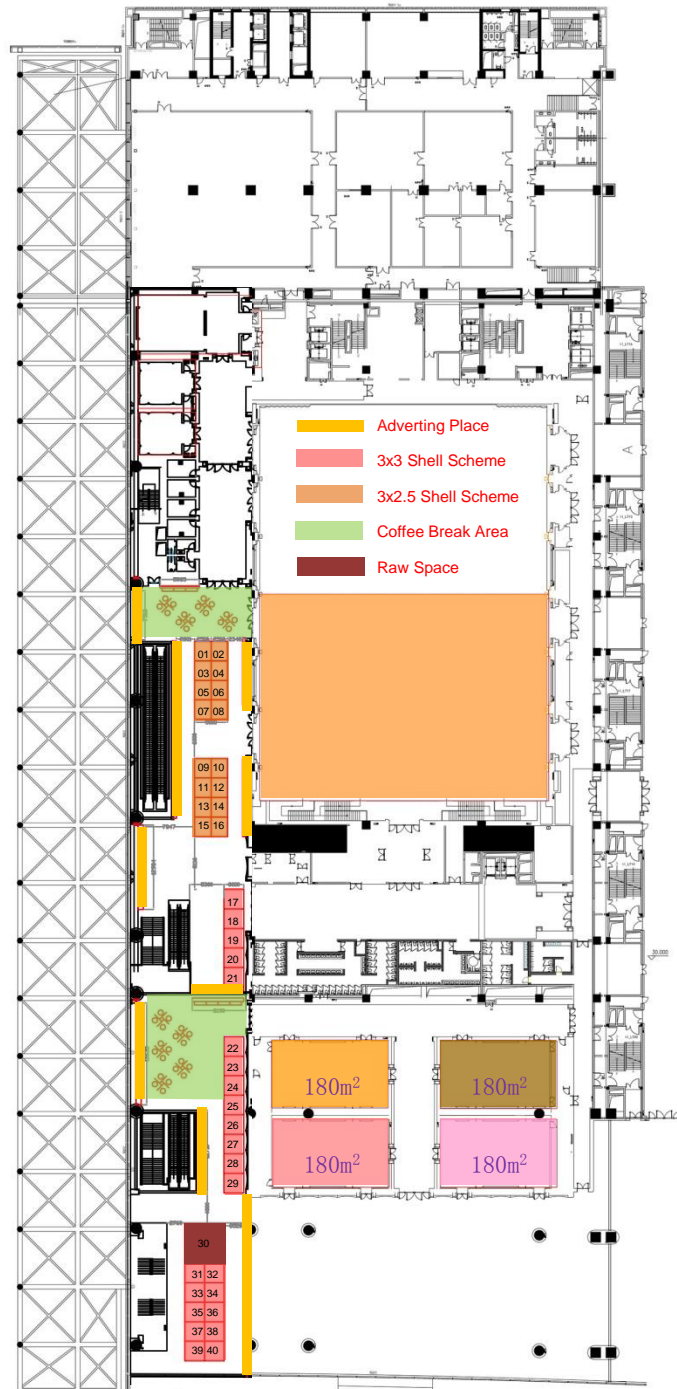 Adverting Place
3x3 Shell Scheme
3x2.5 Shell Scheme
Coffee Break Area
Raw Space
A
01 02
03 04
05 06
07 08
09 10
11 12
13 14
15 16
17
18
19
20
21
22
23
24
25
26
27
28
29
180m²
180m²
180m²
180m²
30
31 32
33 34
35 36
37 38
39 40